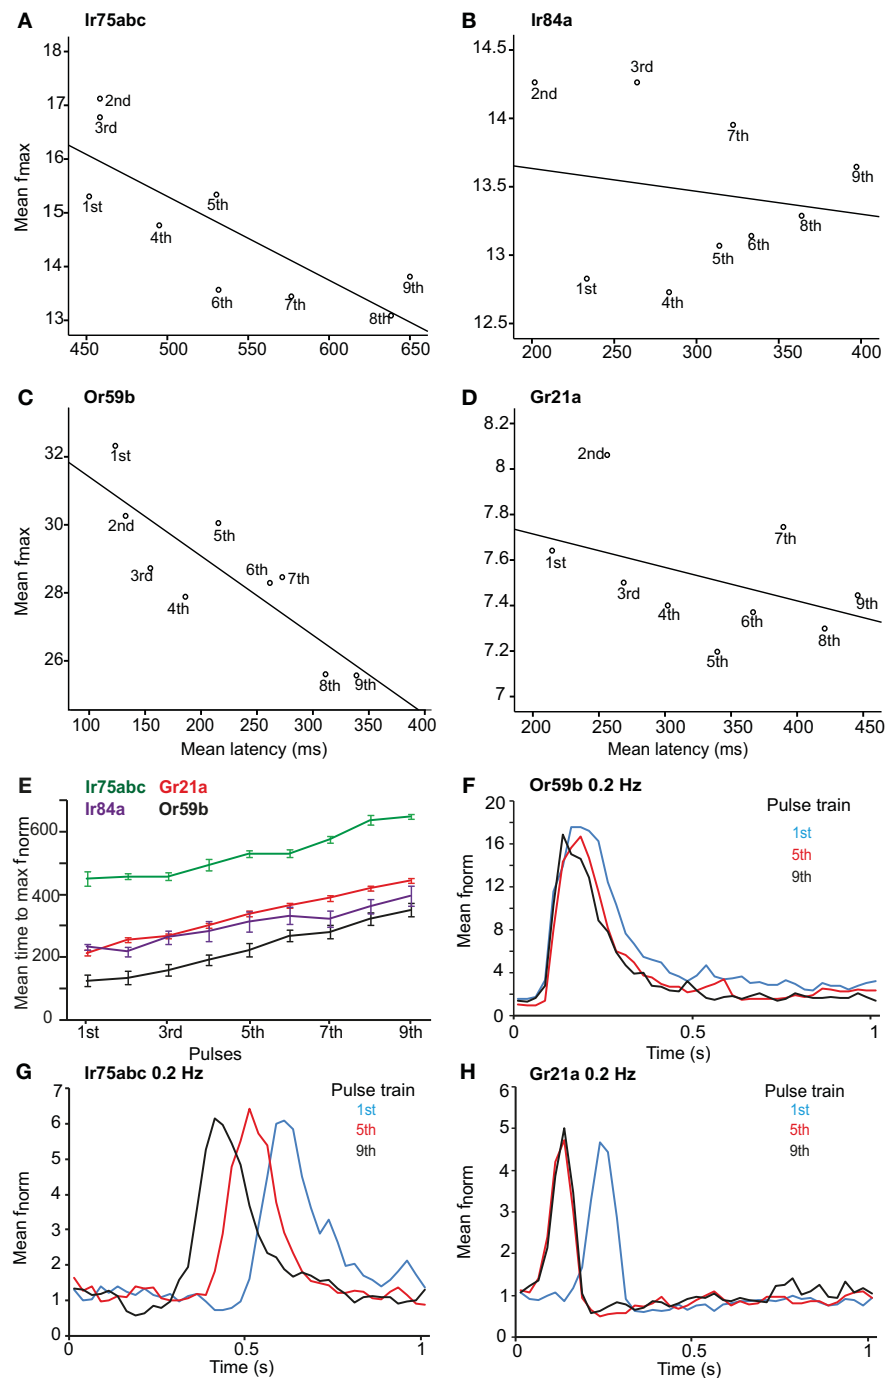 A Ir75abc
Mean fmax
18
17
16
15
14
13
2nd
3rd
1st
4th
5th
6th
7th
8th
9th
450 500 550 600 650
B Ir84a
14.5
14
13.5
13
12.5
3rd
2nd
7th
9th
8th
6th
5th
1st
4th
200 250 300 350 400
C Or59b
Mean fmax
32
30
28
26
1st
2nd
5th
3rd
6th
7th
4th
8th
9th
100 150 200 250 300 350 400
Mean latency (ms)
D Gr21a
8.2
8
7.8
7.6
7.4
7.2
7
2nd
7th
1st
3rd
4th
6th
9th
8th
5th
200 250 300 350 400 450
Mean latency (ms)
E
Ir75abc Gr21a
Ir84a Or59b
Mean time to max fnorm
600
400
200
0
1st 3rd 5th 7th 9th
Pulses
F Or59b 0.2 Hz
Pulse train
1st
5th
9th
Mean fnorm
20
16
12
8
4
0
0 0.5 1
Time (s)
G Ir75abc 0.2 Hz
Pulse train
1st
5th
9th
Mean fnorm
7
6
5
4
3
2
1
0
0 0.5 1
Time (s)
H Gr21a 0.2 Hz
Pulse train
1st
5th
9th
Mean fnorm
6
5
4
3
2
1
0
0 0.5 1
Time (s)